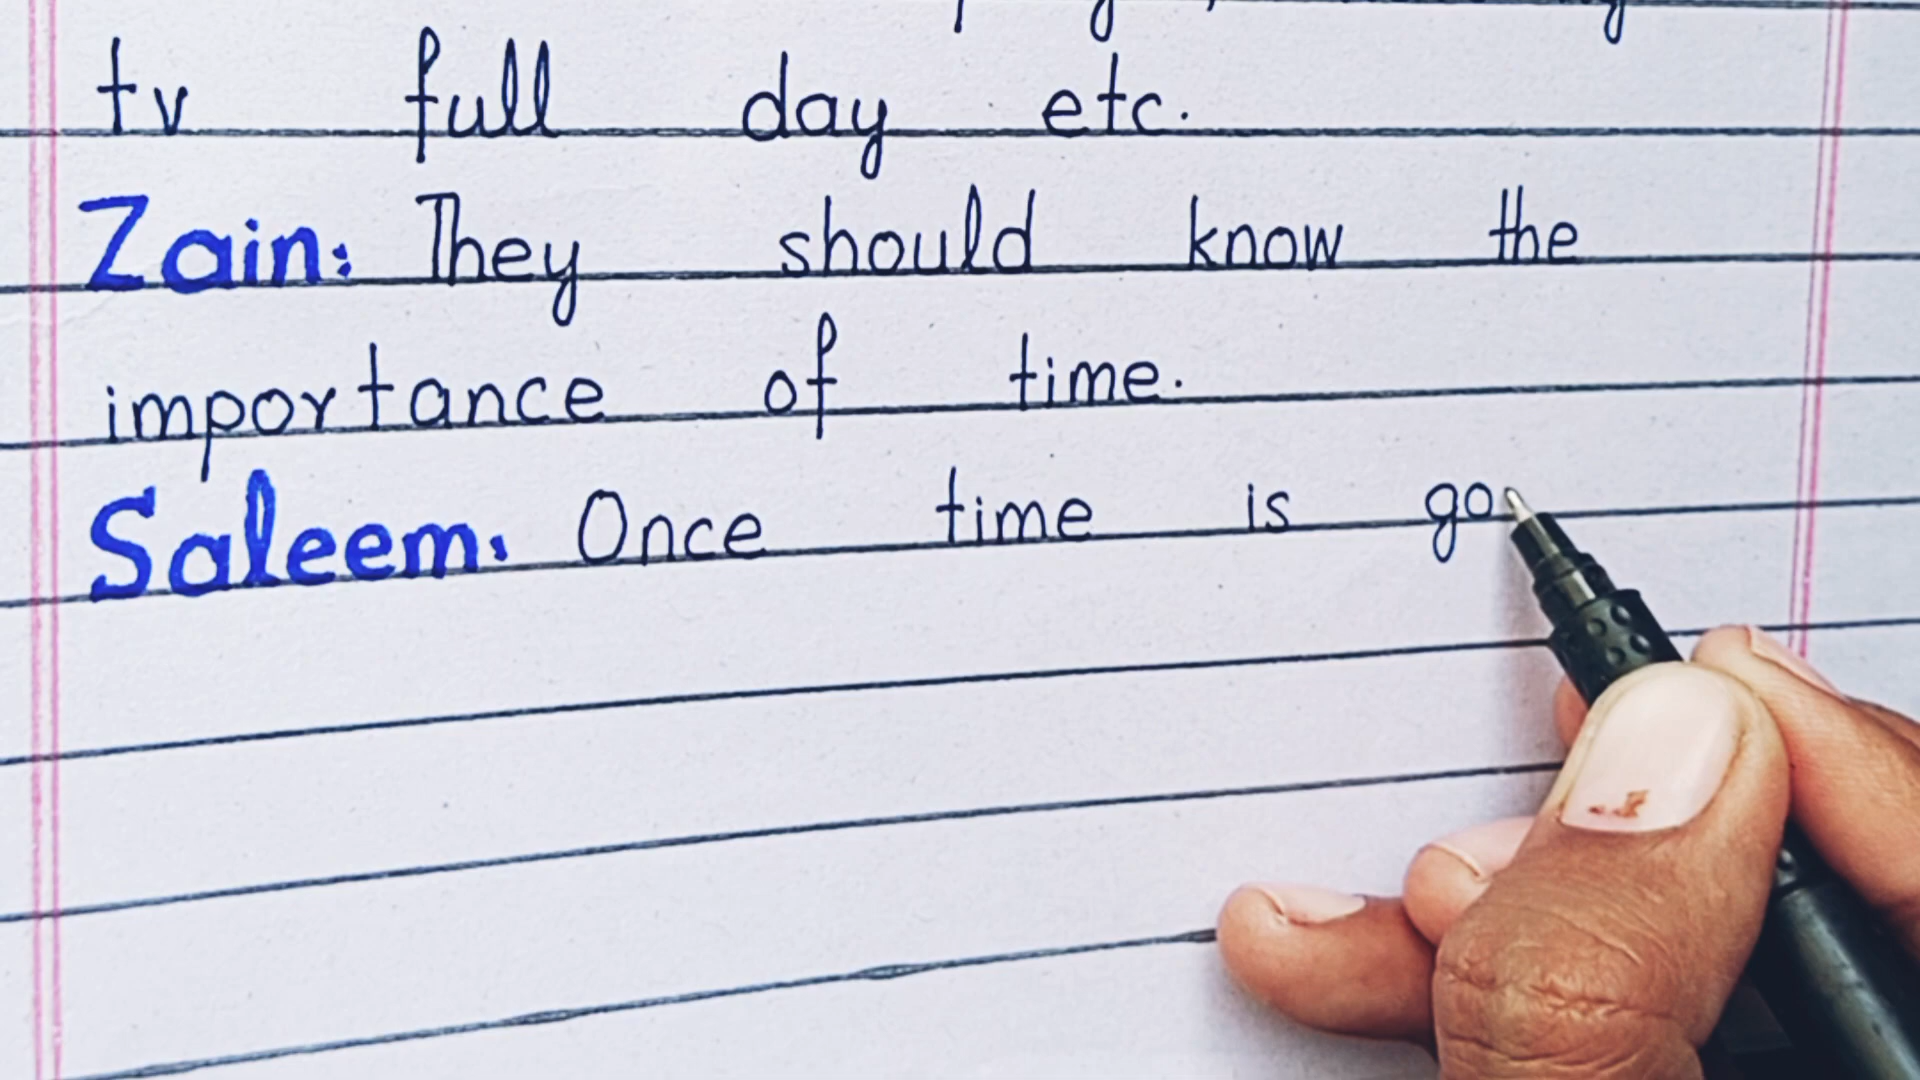 tv full day etc.
Zain: They should know the
importance of time.
Saleem: Once time is go